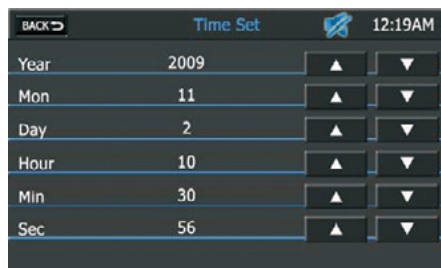 BACK Time Set 12:19AM
Year 2009
Mon 11
Day 2
Hour 10
Min 30
Sec 56